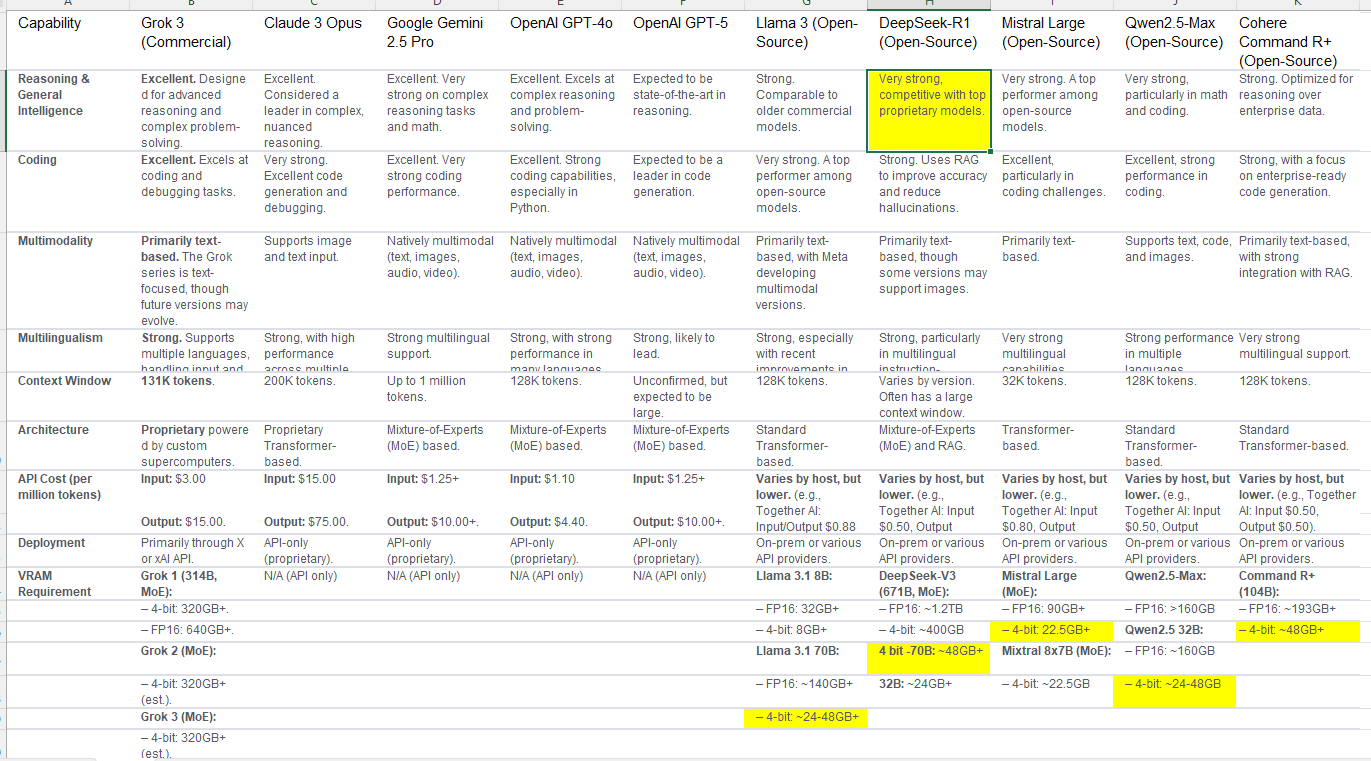 A B C D E F G H I J K
Capability
Grok 3
(Commercial)
Claude 3 Opus
Google Gemini
2.5 Pro
OpenAI GPT-4o
OpenAI GPT-5
Llama 3 (Open-
Source)
DeepSeek-R1
(Open-Source)
Mistral Large
(Open-Source)
Qwen2.5-Max
(Open-Source)
Cohere
Command R+
(Open-Source)
Reasoning &
General
Intelligence
Excellent. Designe
d for advanced
reasoning and
complex problem-
solving.
Excellent.
Considered a
leader in complex,
nuanced
reasoning.
Excellent. Very
strong on complex
reasoning tasks
and math.
Excellent. Excels at
complex reasoning
and problem-
solving.
Expected to be
state-of-the-art in
reasoning.
Strong.
Comparable to
older commercial
models.
Very strong,
competitive with top
proprietary models.
Very strong. A top
performer among
open-source
models.
Very strong,
particularly in math
and coding.
Strong. Optimized for
reasoning over
enterprise data.
Coding
Excellent. Excels at
coding and
debugging tasks.
Very strong.
Excellent code
generation and
debugging.
Excellent. Very
strong coding
performance.
Excellent. Strong
coding capabilities,
especially in
Python.
Expected to be a
leader in code
generation.
Very strong. A top
performer among
open-source
models.
Strong. Uses RAG
to improve accuracy
and reduce
hallucinations.
Excellent,
particularly in
coding challenges.
Excellent, strong
performance in
coding.
Strong, with a focus
on enterprise-ready
code generation.
Multimodality
Primarily text-
based. The Grok
series is text-
focused, though
future versions may
evolve.
Supports image
and text input.
Natively multimodal
(text, images,
audio, video).
Natively multimodal
(text, images,
audio, video).
Natively multimodal
(text, images,
audio, video).
Primarily text-
based, with Meta
developing
multimodal
versions.
Primarily text-
based, though
some versions may
support images.
Primarily text-
based.
Supports text, code,
and images.
Primarily text-based,
with strong
integration with RAG.
Multilingualism
Strong. Supports
multiple languages,
handling input and
Strong, with high
performance
across multiple
Strong multilingual
support.
Strong, with strong
performance in
many languages
Strong, likely to
lead.
Strong, especially
with recent
improvements in
Strong, particularly
in multilingual
instruction-
Very strong
multilingual
capabilities
Strong performance
in multiple
languages
Very strong
multilingual support.
Context Window
131K tokens.
200K tokens.
Up to 1 million
tokens.
128K tokens.
Unconfirmed, but
expected to be
large.
128K tokens.
Varies by version.
Often has a large
context window.
32K tokens.
128K tokens.
128K tokens.
Architecture
Proprietary powere
d by custom
supercomputers.
Proprietary
Transformer-
based.
Mixture-of-Experts
(MoE) based.
Mixture-of-Experts
(MoE) based.
Mixture-of-Experts
(MoE) based.
Standard
Transformer-
based.
Mixture-of-Experts
(MoE) and RAG.
Transformer-
based.
Standard
Transformer-
based.
Standard
Transformer-based.
API Cost (per
million tokens)
Input: $3.00
Output: $15.00.
Input: $15.00
Output: $75.00.
Input: $1.25+
Output: $10.00+.
Input: $1.10
Output: $4.40.
Input: $1.25+
Output: $10.00+.
Varies by host, but
lower. (e.g.,
Together AI:
Input/Output $0.88
Varies by host, but
lower. (e.g.,
Together AI: Input
$0.50, Output
Varies by host, but
lower. (e.g.,
Together AI: Input
$0.80, Output
Varies by host, but
lower. (e.g.,
Together AI: Input
$0.50, Output
Varies by host, but
lower. (e.g., Together
AI: Input $0.50,
Output $0.50).
Deployment
Primarily through X
or xAI API.
API-only
(proprietary).
API-only
(proprietary).
API-only
(proprietary).
API-only
(proprietary).
On-prem or various
API providers.
On-prem or various
API providers.
On-prem or various
API providers.
On-prem or various
API providers.
On-prem or various
API providers.
VRAM
Requirement
Grok 1 (314B,
MoE):
N/A (API only)
N/A (API only)
N/A (API only)
N/A (API only)
Llama 3.1 8B:
DeepSeek-V3
(671B, MoE):
Mistral Large
(MoE):
Qwen2.5-Max:
Command R+
(104B):
– 4-bit: 320GB+.
– FP16: 32GB+
– FP16: ~1.2TB
– FP16: 90GB+
– FP16: >160GB
– FP16: ~193GB+
– FP16: 640GB+.
– 4-bit: 8GB+
– 4-bit: ~400GB
– 4-bit: 22.5GB+
Qwen2.5 32B:
– 4-bit: ~48GB+
Grok 2 (MoE):
Llama 3.1 70B:
4 bit -70B: ~48GB+
Mixtral 8x7B (MoE):
– FP16: ~160GB
– 4-bit: 320GB+
(est.).
– FP16: ~140GB+
32B: ~24GB+
– 4-bit: ~22.5GB
– 4-bit: ~24-48GB
Grok 3 (MoE):
– 4-bit: ~24-48GB+
– 4-bit: 320GB+
(est.).